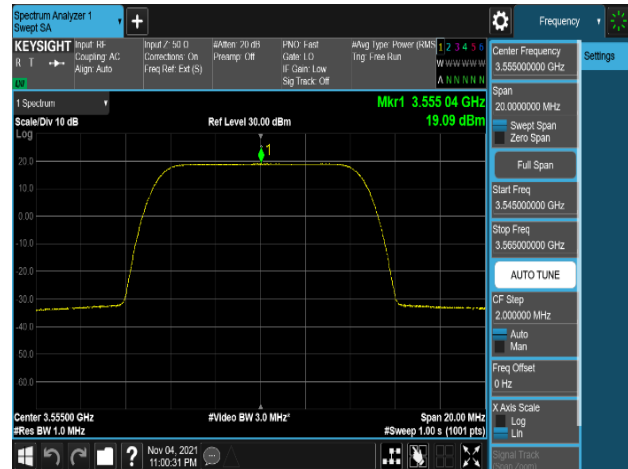 Spectrum Analyzer 1
Swept SA
Frequency
KEYSIGHT
R T
Input: RF
Coupling: AC
Align: Auto
Input Z: 50 Ω
Corrections: On
Freq Ref: Ext (S)
#Atten: 20 dB
Preamp: Off
PNO: Fast
Gate: LO
IF Gain: Low
Sig Track: Off
#Avg Type: Power (RMS
Trig: Free Run
1 2 3 4 5 6
W W W W W W
A N N N N N
1 Spectrum
Scale/Div 10 dB
Log
Ref Level 30.00 dBm
Mkr1 3.555 04 GHz
19.09 dBm
1
20.0
10.0
0.00
-10.0
-20.0
-30.0
-40.0
-50.0
60.0
Center 3.55500 GHz
#Res BW 1.0 MHz
#Video BW 3.0 MHz*
Span 20.00 MHz
#Sweep 1.00 s (1001 pts)
Nov 04, 2021
11:00:31 PM
Center Frequency
3.555000000 GHz
Settings
Span
20.0000000 MHz
Swept Span
Zero Span
Full Span
Start Freq
3.545000000 GHz
Stop Freq
3.565000000 GHz
AUTO TUNE
CF Step
2.000000 MHz
Auto
Man
Freq Offset
0 Hz
X Axis Scale
Log
Lin
Signal Track
(Span Zoom)